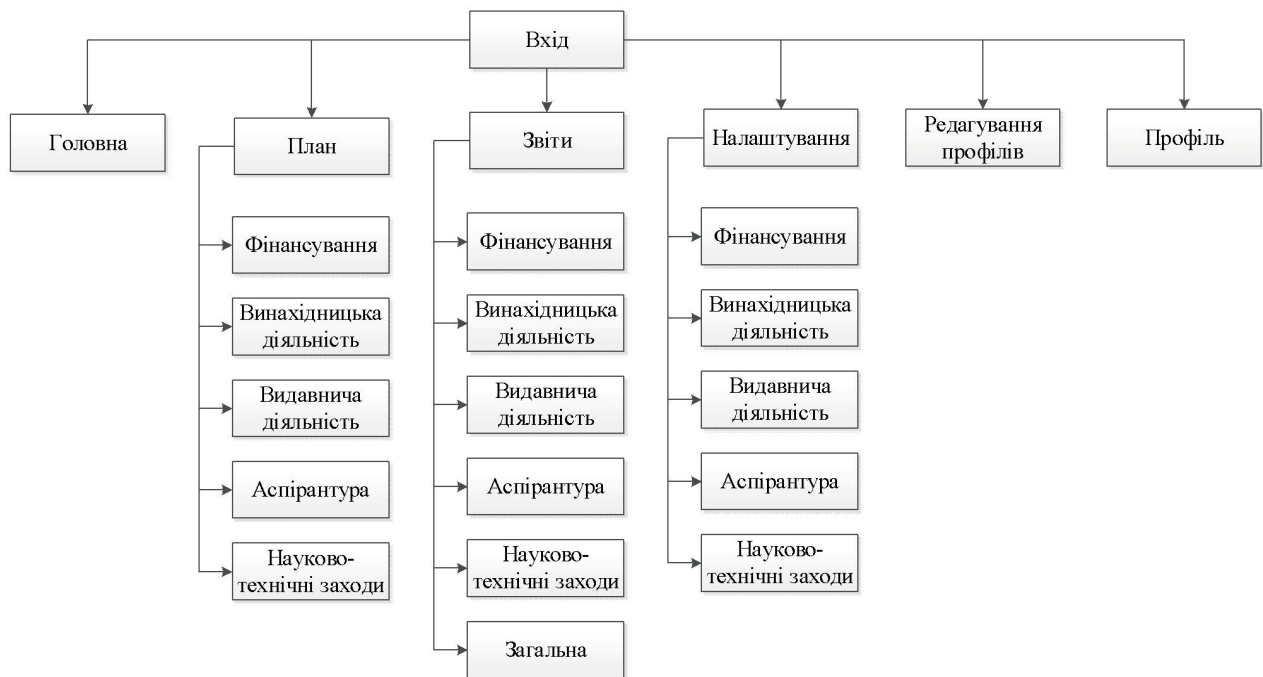 Вхід
Головна
План
Звіти
Налаштування
Редагування
профілів
Профіль
Фінансування
Винахідницька
діяльність
Видавнича
діяльність
Аспірантура
Науково-
технічні заходи
Фінансування
Винахідницька
діяльність
Видавнича
діяльність
Аспірантура
Науково-
технічні заходи
Загальна
Фінансування
Винахідницька
діяльність
Видавнича
діяльність
Аспірантура
Науково-
технічні заходи